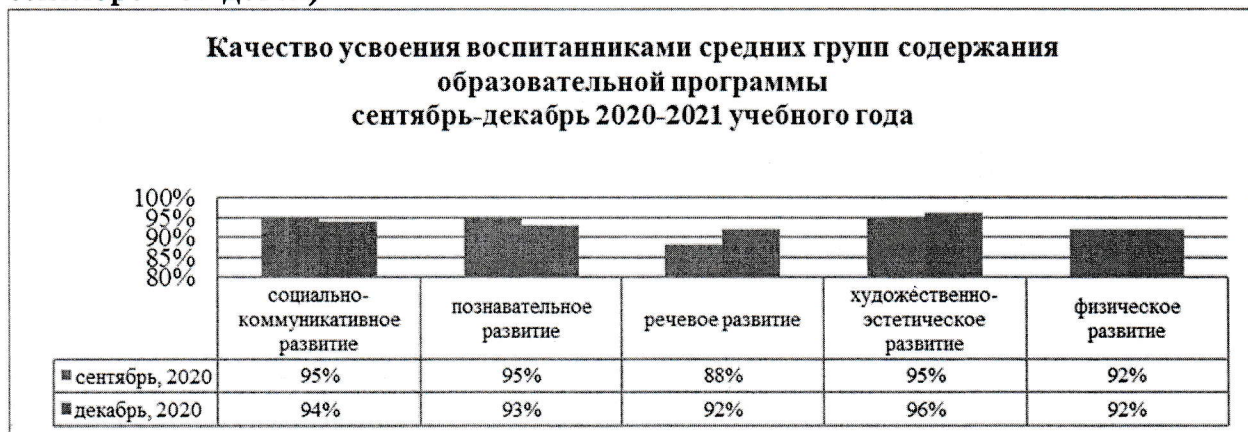 Качество усвоения воспитанниками средних групп содержания
образовательной программы
сентябрь-декабрь 2020-2021 учебного года
100%
95%
90%
85%
80%
социально-
коммуникативное
развитие
познавательное
развитие
речевое развитие
художественно-
эстетическое
развитие
физическое
развитие
сентябрь, 2020 95% 95% 88% 95% 92%
декабрь, 2020 94% 93% 92% 96% 92%